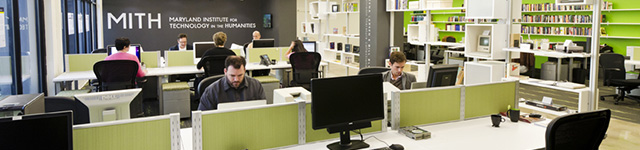 MITH
MARYLAND INSTITUTE FOR
TECHNOLOGY IN THE HUMANITIES